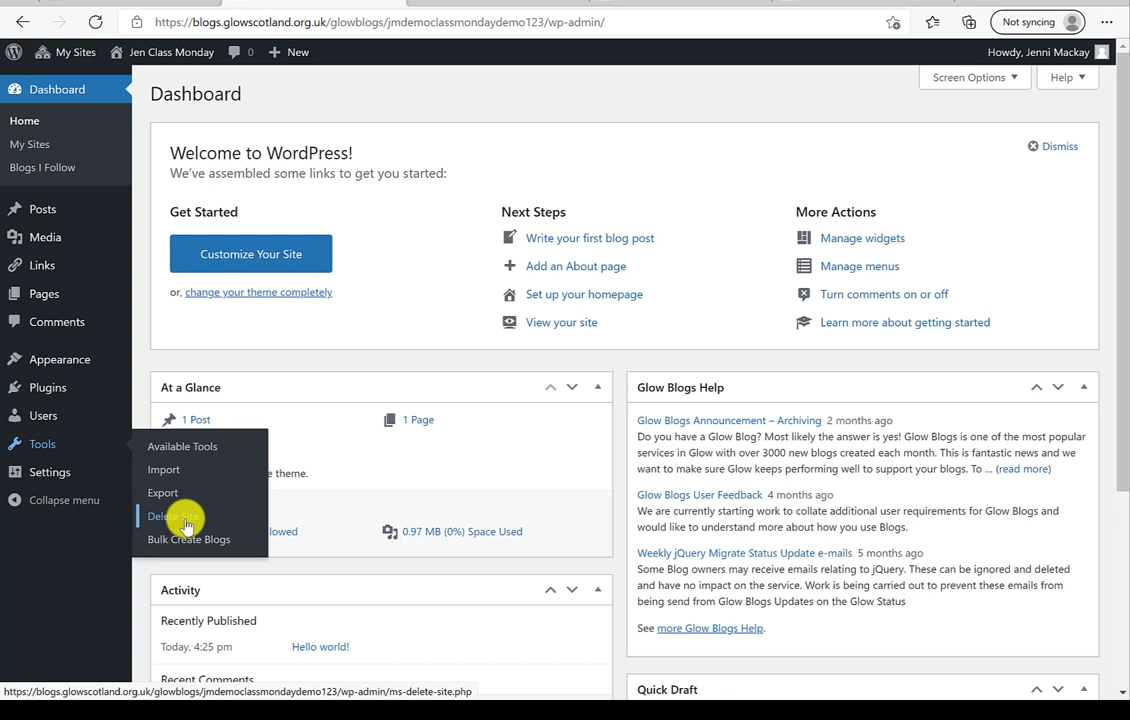 https://blogs.glowscotland.org.uk/glowblogs/jmdemoclassmondaydemo123/wp-admin/
Not syncing
My Sites
Jen Class Monday
0
New
Howdy, Jenni Mackay
Dashboard
Home
My Sites
Blogs I Follow
Posts
Media
Links
Pages
Comments
Appearance
Plugins
Users
Tools
Settings
Collapse menu
Available Tools
Import
Export
Delete Site
Bulk Create Blogs
Dashboard
Screen Options
Help
Welcome to WordPress!
Dismiss
We've assembled some links to get you started:
Get Started
Customize Your Site
or, change your theme completely
Next Steps
Write your first blog post
Add an About page
Set up your homepage
View your site
More Actions
Manage widgets
Manage menus
Turn comments on or off
Learn more about getting started
At a Glance
1 Post
1 Page
he theme.
lowed
0.97 MB (0%) Space Used
Activity
Recently Published
Today, 4:25 pm
Hello world!
Recent Comments
Glow Blogs Help
Glow Blogs Announcement – Archiving 2 months ago
Do you have a Glow Blog? Most likely the answer is yes! Glow Blogs is one of the most popular
services in Glow with over 3000 new blogs created each month. This is fantastic news and we
want to make sure Glow keeps performing well to support your blogs. To … (read more)
Glow Blogs User Feedback 4 months ago
We are currently starting work to collate additional user requirements for Glow Blogs and
would like to understand more about how you use Blogs.
Weekly jQuery Migrate Status Update e-mails 5 months ago
Some Blog owners may receive emails relating to jQuery. These can be ignored and deleted
and have no impact on the service. Work is being carried out to prevent these emails from
being send from Glow Blogs Updates on the Glow Status
See more Glow Blogs Help.
Quick Draft
https://blogs.glowscotland.org.uk/glowblogs/jmdemoclassmondaydemo123/wp-admin/ms-delete-site.php